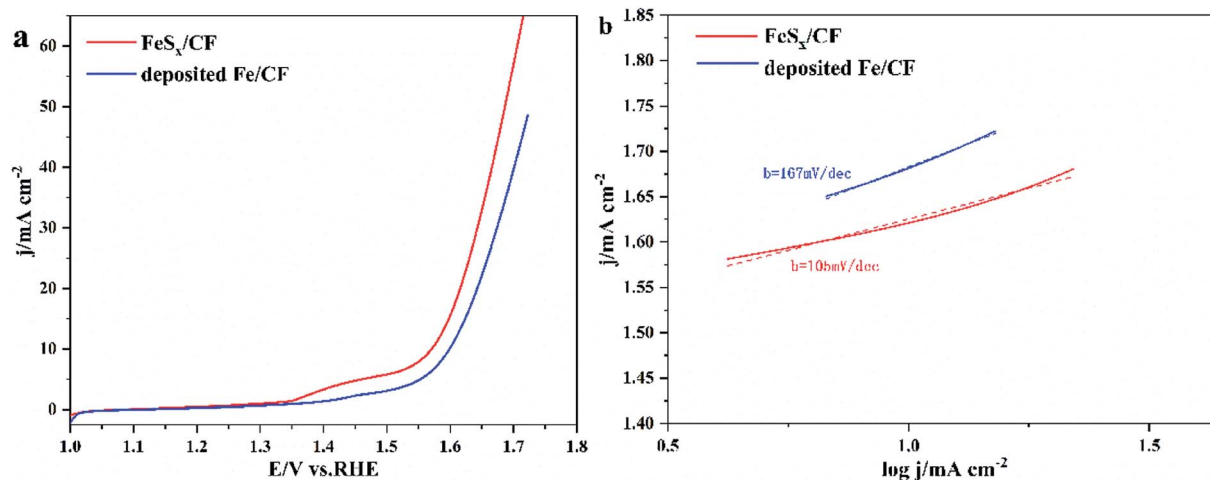 a
FeSx/CF
deposited Fe/CF
j/mA cm-2
60
50
40
30
20
10
0
1.0 1.1 1.2 1.3 1.4 1.5 1.6 1.7 1.8
E/V vs.RHE
b
FeSx/CF
deposited Fe/CF
j/mA cm-2
1.85
1.80
1.75
1.70
1.65
1.60
1.55
1.50
1.45
1.40
b=167mV/dec
b=105mV/dec
0.5 1.0 1.5
log j/mA cm-2